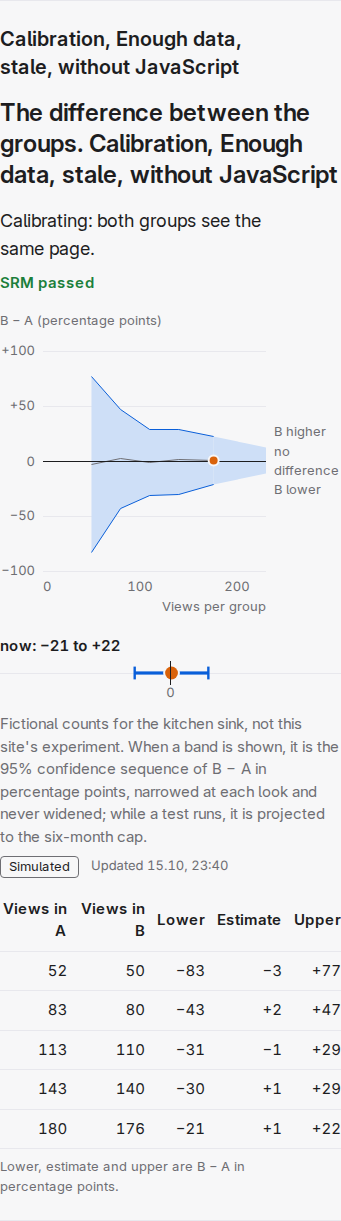 Calibration, Enough data,
stale, without JavaScript
The difference between the
groups. Calibration, Enough
data, stale, without JavaScript
Calibrating: both groups see the
same page.
SRM passed
B − A (percentage points)
+100
+50
0
−50
−100
B higher
no
difference
B lower
0 100 200
Views per group
now: −21 to +22
0
Fictional counts for the kitchen sink, not this
site's experiment. When a band is shown, it is the
95% confidence sequence of B − A in
percentage points, narrowed at each look and
never widened; while a test runs, it is projected
to the six-month cap.
Simulated Updated 15.10, 23:40
Views in A Views in B Lower Estimate Upper
52 50 −83 −3 +77
83 80 −43 +2 +47
113 110 −31 −1 +29
143 140 −30 +1 +29
180 176 −21 +1 +22
Lower, estimate and upper are B − A in
percentage points.